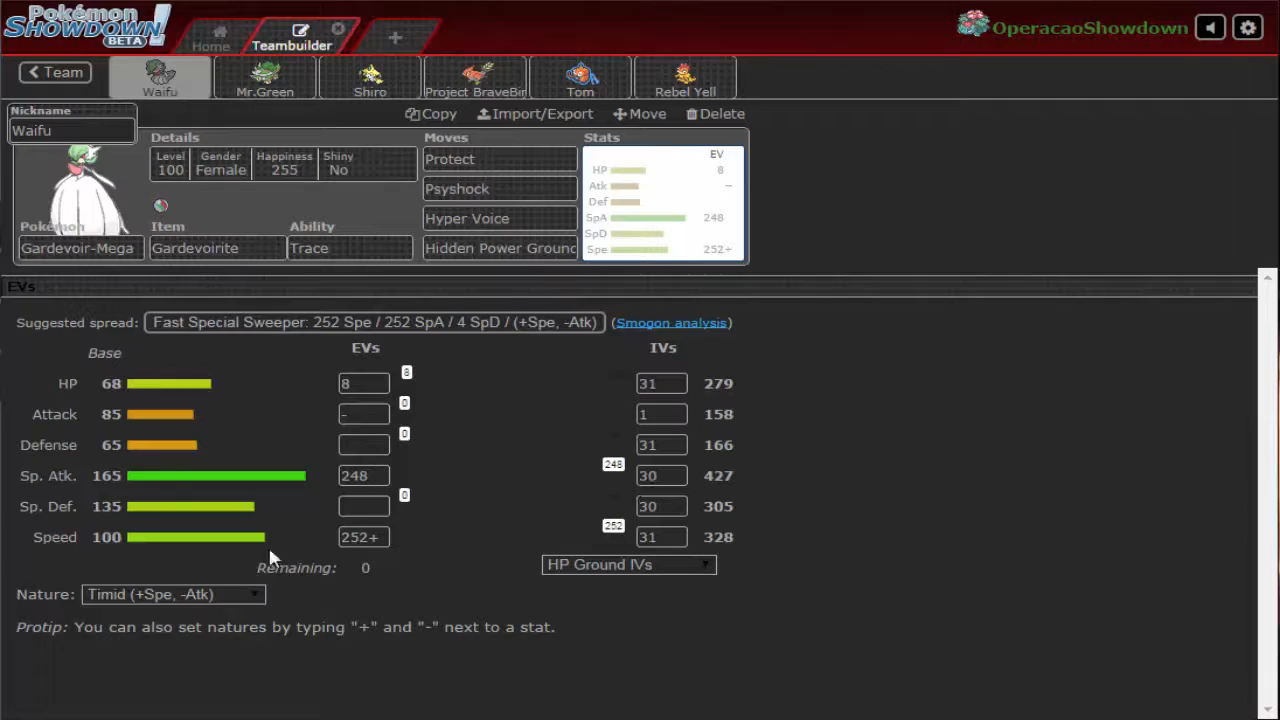 Pokémon
SHOWDOWN!
BETA
Home
Teambuilder
+
OperacaoShowdown
Team
Waifu
Mr.Green
Shiro
Project BraveBir
Tom
Rebel Yell
Copy
Import/Export
Move
Delete
Nickname
Waifu
Details
Level
100
Gender
Female
Happiness
255
Shiny
No
Pokémon
Gardevoir-Mega
Item
Gardevoirite
Ability
Trace
Moves
Protect
Psyshock
Hyper Voice
Hidden Power Ground
Stats
EV
HP 8
Atk –
Def
SpA 248
SpD
Spe 252+
EVs
Suggested spread: Fast Special Sweeper: 252 Spe / 252 SpA / 4 SpD / (+Spe, -Atk) (Smogon analysis)
Base EVs IVs
HP 68 8 8 31 279
Attack 85 - 0 1 158
Defense 65 0 31 166
Sp. Atk. 165 248 248 30 427
Sp. Def. 135 0 30 305
Speed 100 252+ 252 31 328
Remaining: 0
HP Ground IVs
Nature: Timid (+Spe, -Atk)
Protip: You can also set natures by typing "+" and "-" next to a stat.